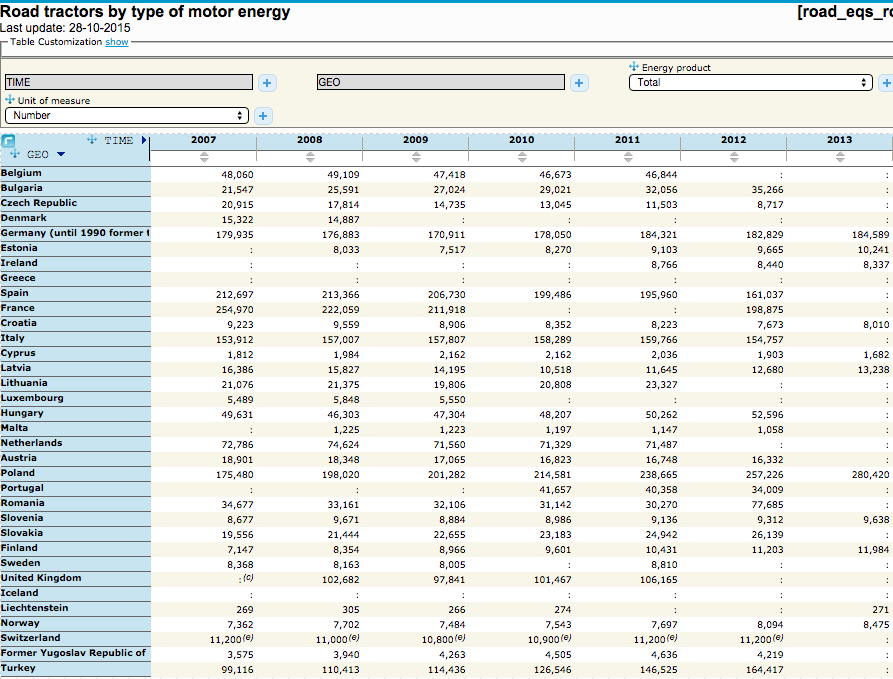 Road tractors by type of motor energy [road_eqs_ro
Last update: 28-10-2015
Table Customization show
Energy product
TIME + GEO + Total +
Unit of measure
Number +
TIME 2007 2008 2009 2010 2011 2012 2013
GEO
Belgium 48,060 49,109 47,418 46,673 46,844 : :
Bulgaria 21,547 25,591 27,024 29,021 32,056 35,266 :
Czech Republic 20,915 17,814 14,735 13,045 11,503 8,717 :
Denmark 15,322 14,887 : : : : :
Germany (until 1990 former t 179,935 176,883 170,911 178,050 184,321 182,829 184,589
Estonia : 8,033 7,517 8,270 9,103 9,665 10,241
Ireland : : : : 8,766 8,440 8,337
Greece : : : : : : :
Spain 212,697 213,366 206,730 199,486 195,960 161,037 :
France 254,970 222,059 211,918 : : 198,875 :
Croatia 9,223 9,559 8,906 8,352 8,223 7,673 8,010
Italy 153,912 157,007 157,807 158,289 159,766 154,757 :
Cyprus 1,812 1,984 2,162 2,162 2,036 1,903 1,682
Latvia 16,386 15,827 14,195 10,518 11,645 12,680 13,238
Lithuania 21,076 21,375 19,806 20,808 23,327 : :
Luxembourg 5,489 5,848 5,550 : : : :
Hungary 49,631 46,303 47,304 48,207 50,262 52,596 :
Malta : 1,225 1,223 1,197 1,147 1,058 :
Netherlands 72,786 74,624 71,560 71,329 71,487 : :
Austria 18,901 18,348 17,065 16,823 16,748 16,332 :
Poland 175,480 198,020 201,282 214,581 238,665 257,226 280,420
Portugal : : : 41,657 40,358 34,009 :
Romania 34,677 33,161 32,106 31,142 30,270 77,685 :
Slovenia 8,677 9,671 8,884 8,986 9,136 9,312 9,638
Slovakia 19,556 21,444 22,655 23,183 24,942 26,139 :
Finland 7,147 8,354 8,966 9,601 10,431 11,203 11,984
Sweden 8,368 8,163 8,005 : 8,810 : :
United Kingdom :(c) 102,682 97,841 101,467 106,165 : :
Iceland : : : : : : :
Liechtenstein 269 305 266 274 : : 271
Norway 7,362 7,702 7,484 7,543 7,697 8,094 8,475
Switzerland 11,200(e) 11,000(e) 10,800(e) 10,900(e) 11,200(e) 11,200(e) :
Former Yugoslav Republic of 3,575 3,940 4,263 4,505 4,636 4,219 :
Turkey 99,116 110,413 114,436 126,546 146,525 164,417 :